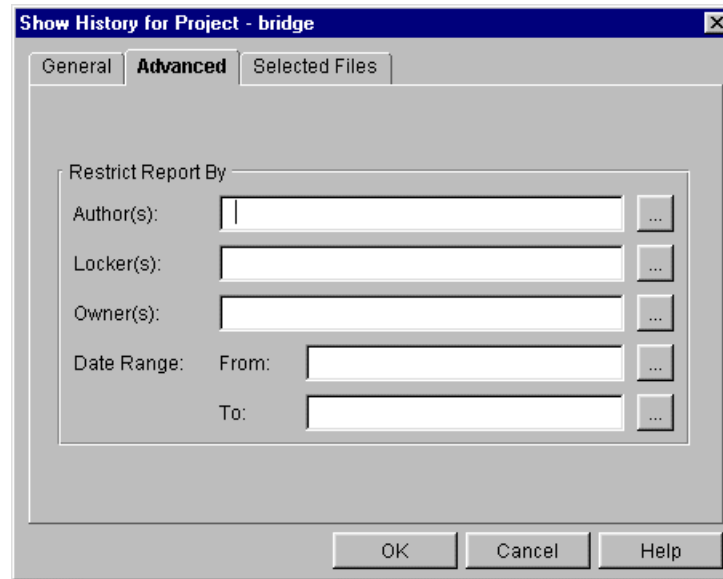 Show History for Project - bridge
General Advanced Selected Files
Restrict Report By
Author(s): ...
Locker(s): ...
Owner(s): ...
Date Range: From: ...
To: ...
OK Cancel Help